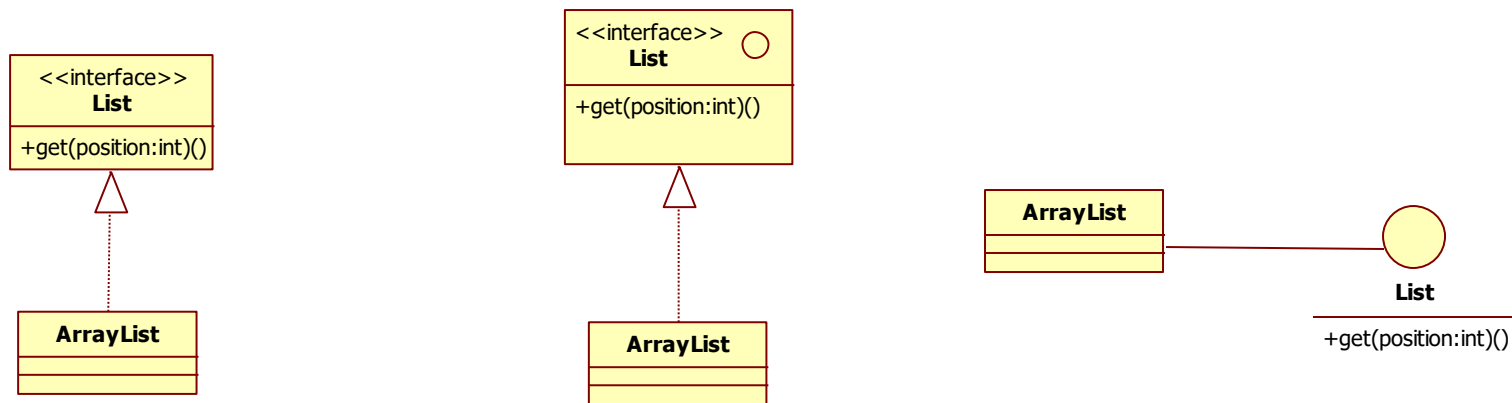 <<interface>>
List
+get(position:int)()
ArrayList
<<interface>>
List
+get(position:int)()
ArrayList
ArrayList
List
+get(position:int)()